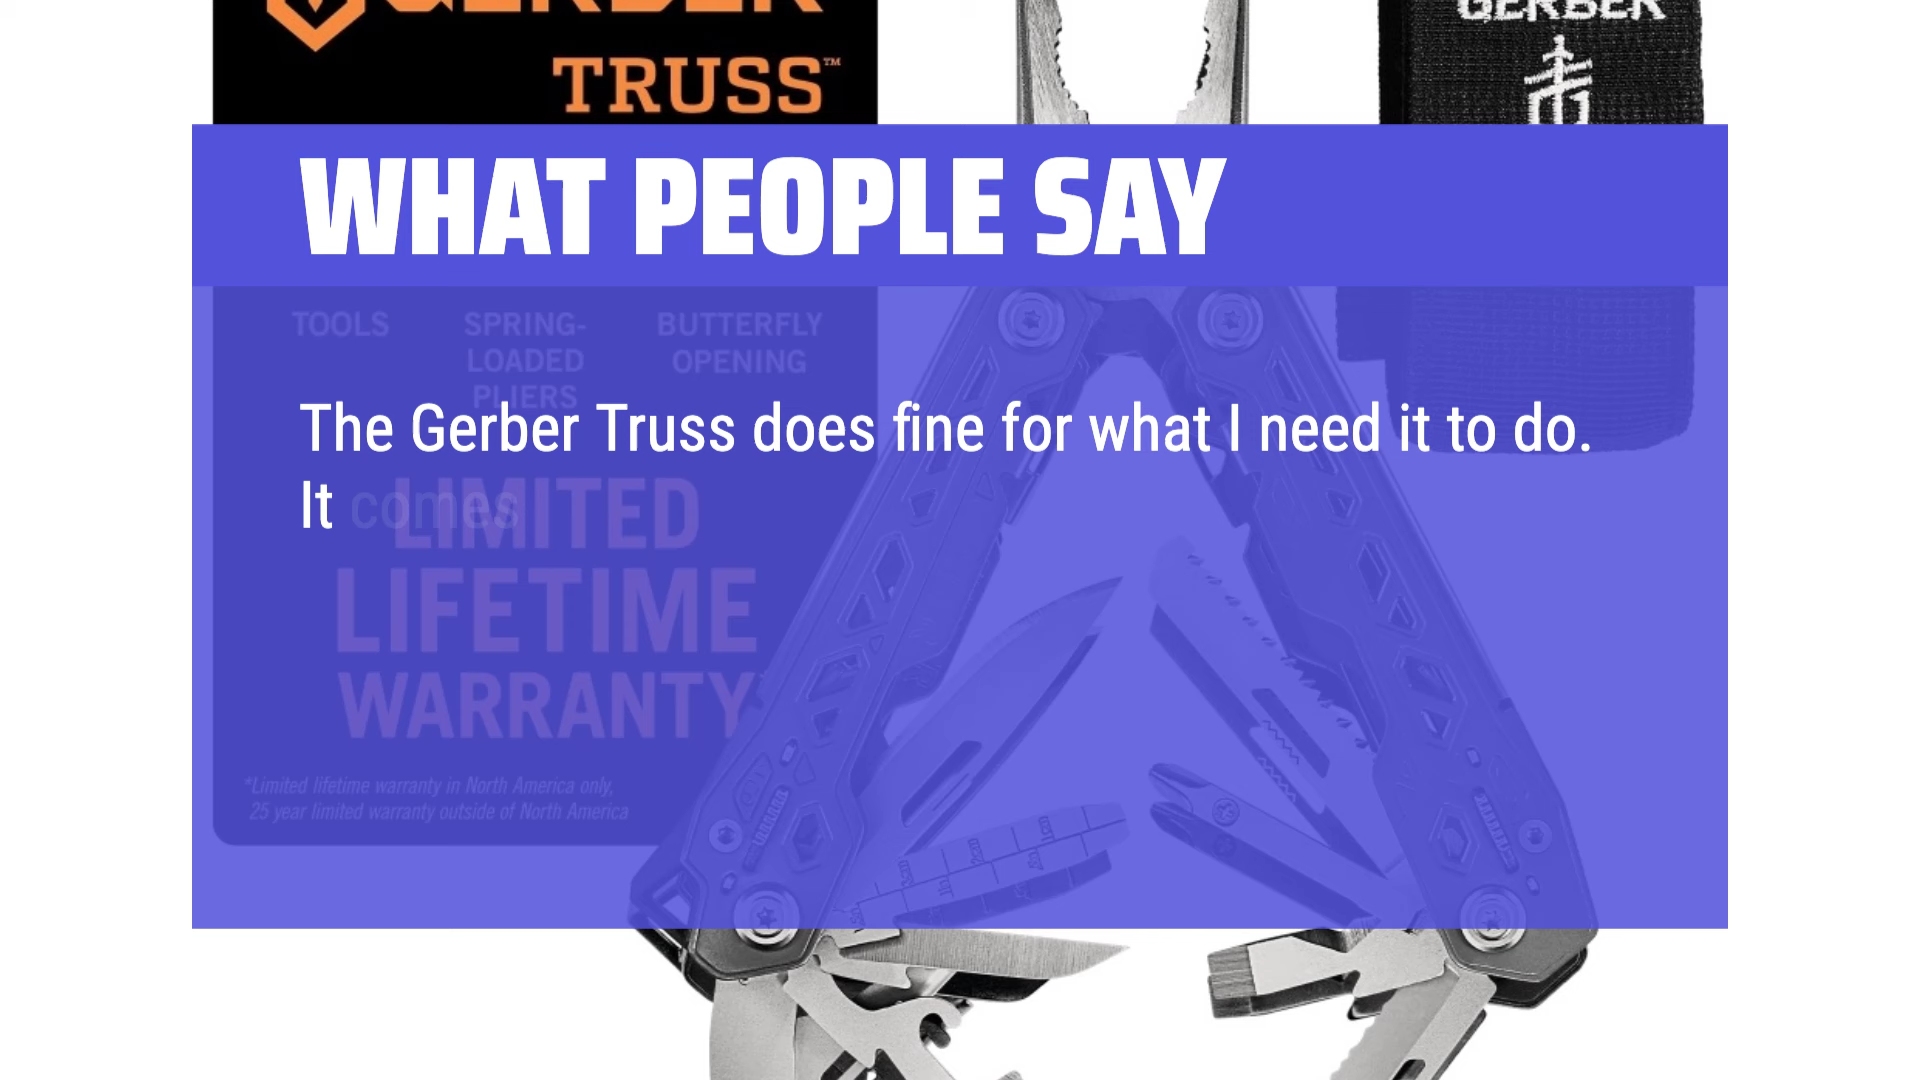 GERBER
TRUSS™
GERBER
WHAT PEOPLE SAY
TOOLS
SPRING-
LOADED
PLIERS
BUTTERFLY
OPENING
The Gerber Truss does fine for what I need it to do.
It comes
LIMITED
LIFETIME
WARRANTY
*Limited lifetime warranty in North America only,
25 year limited warranty outside of North America